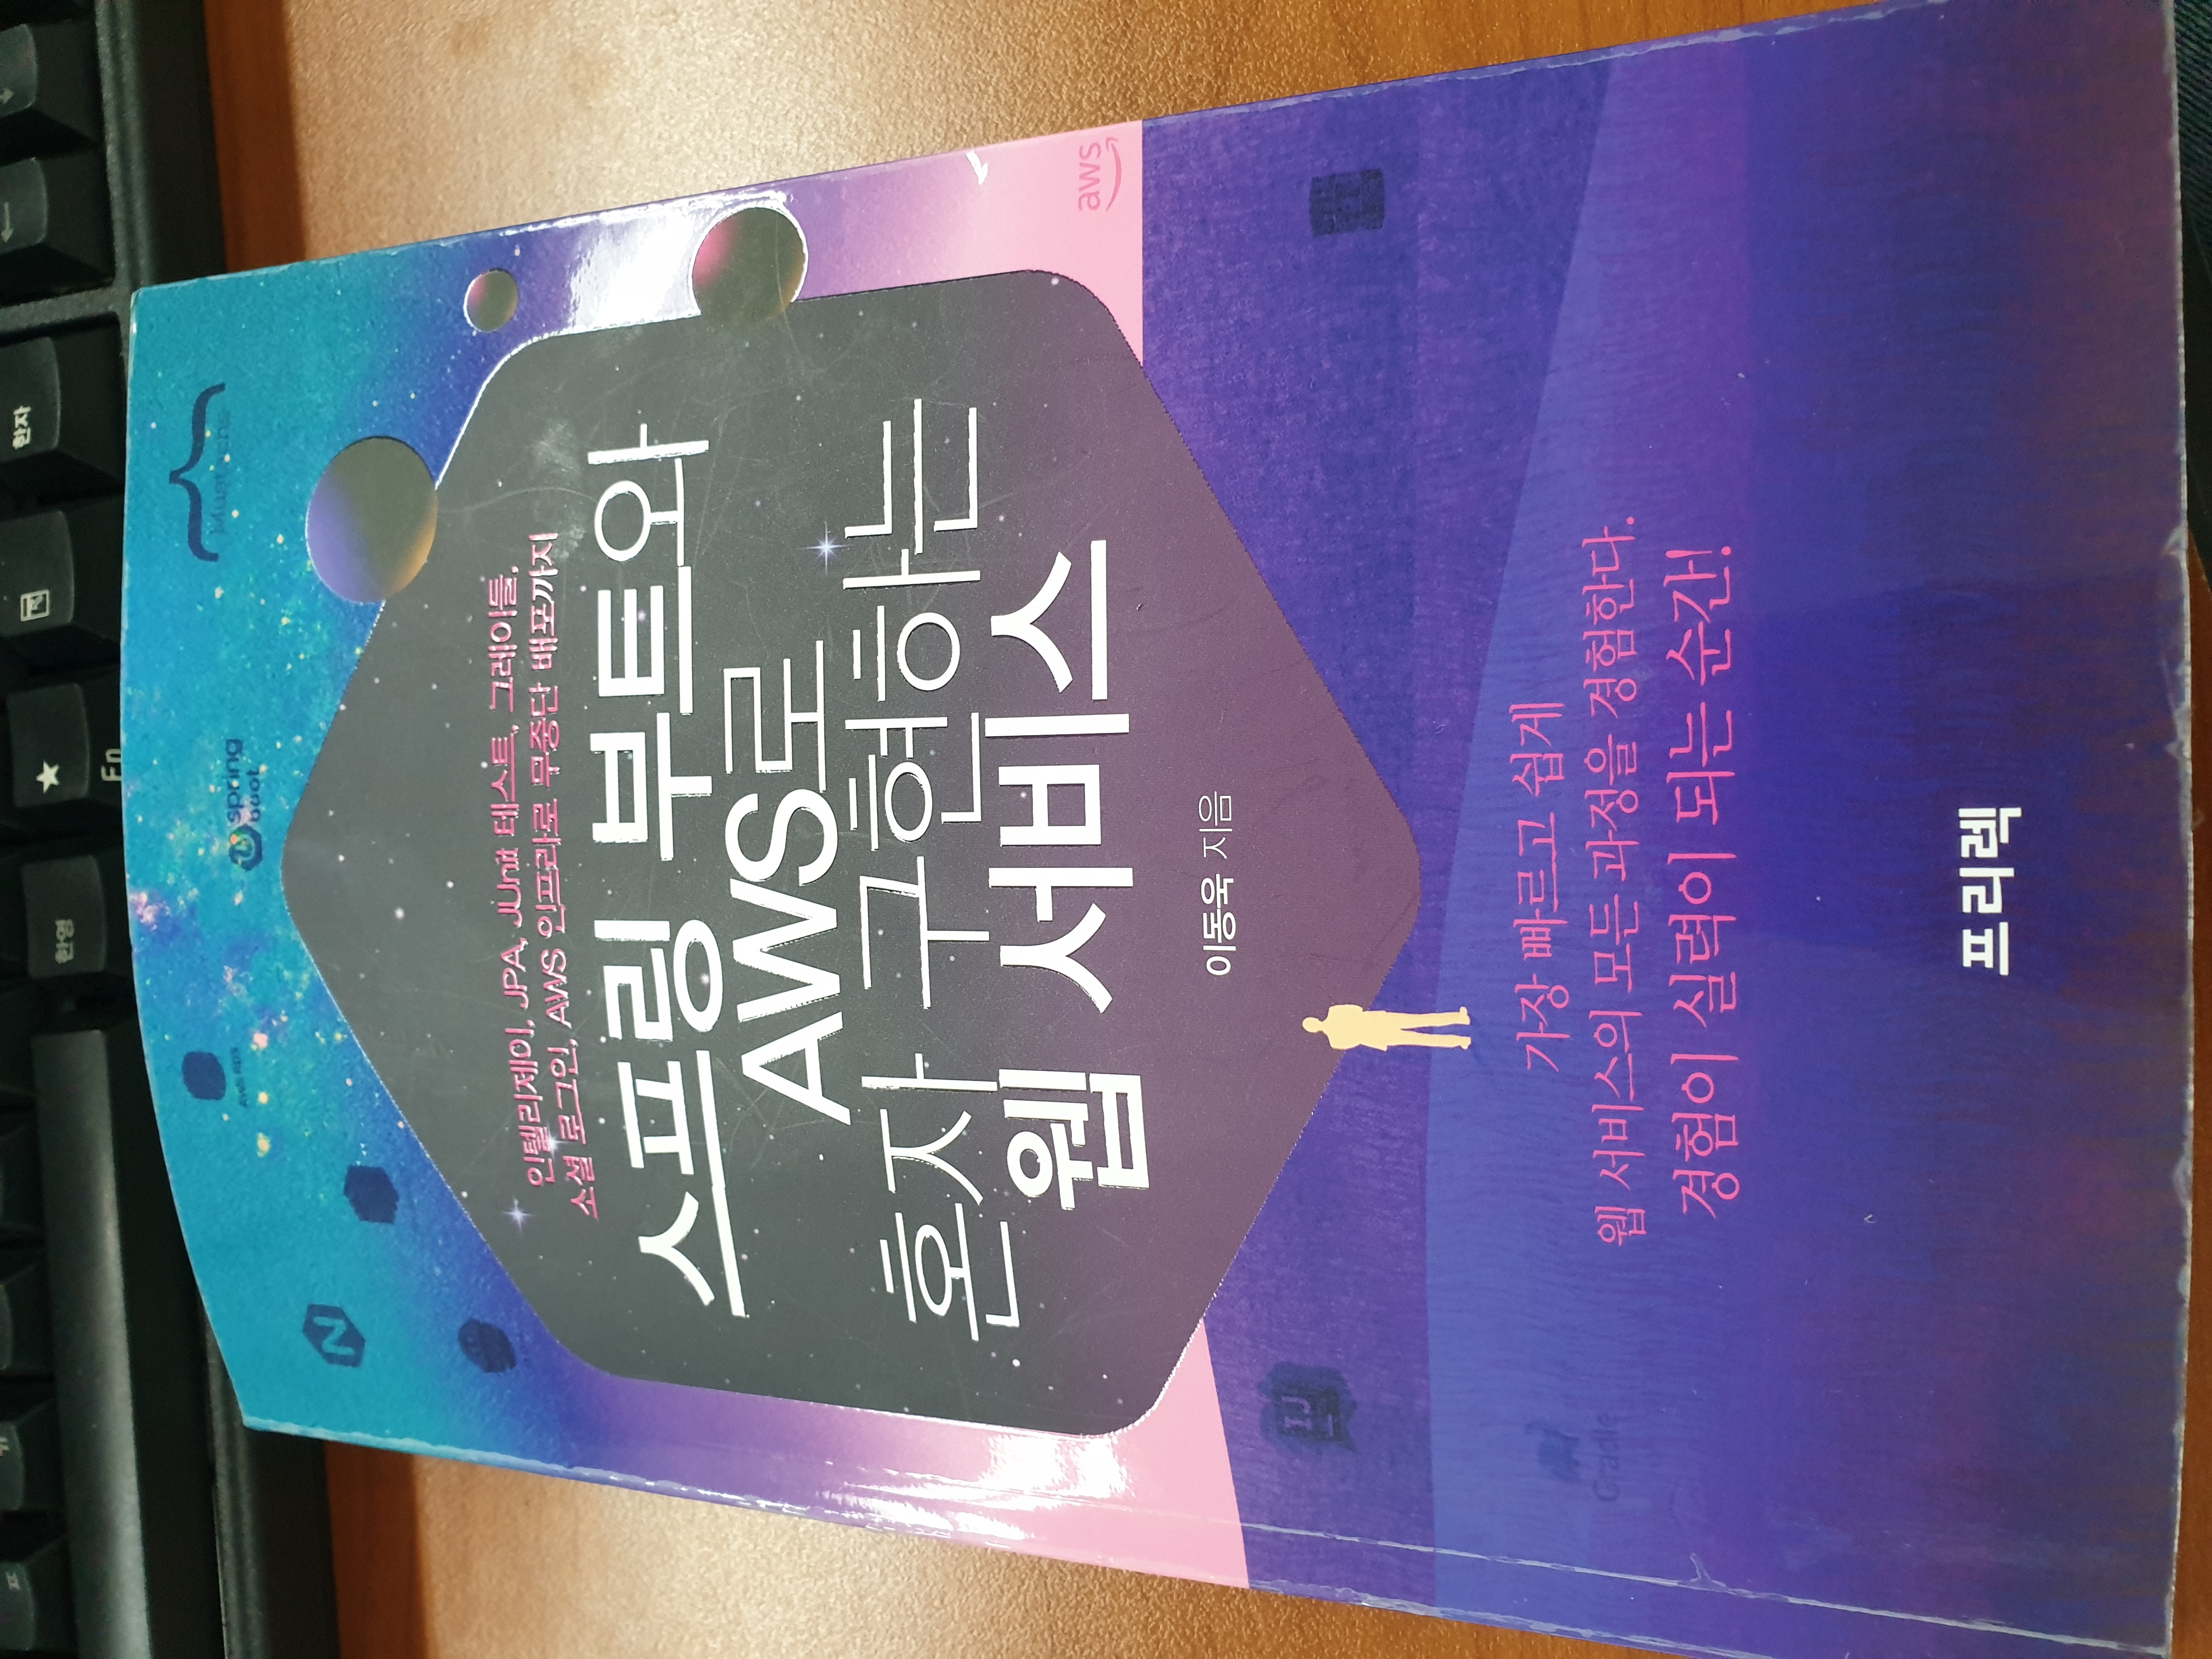 프
ㅠ
한영
★
한자
Fn
AWS RDS
spring
boot
Mustache
N
인텔리제이, JPA, JUnit 테스트, 그레이들,
소셜 로그인, AWS 인프라로 무중단 배포까지
스프링 부트와
AWS로
혼자 구현하는
웹 서비스
aws
이동욱 지음
IJ
가장 빠르고 쉽게
웹 서비스의 모든 과정을 경험한다.
Gradle
경험이 실력이 되는 순간!
프리렉